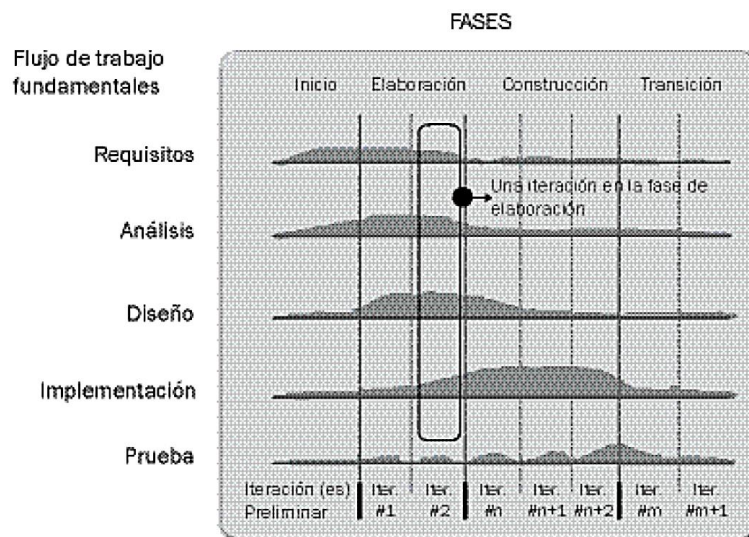 FASES
Flujo de trabajo
fundamentales
Inicio Elaboración Construcción Transición
Requisitos
Una iteración en la fase de
elaboración
Análisis
Diseño
Implementación
Prueba
Iteración (es) Iter. Iter. Iter. Iter. Iter. Iter. Iter.
Preliminar #1 #2 #n #n+1 #n+2 #m #m+1